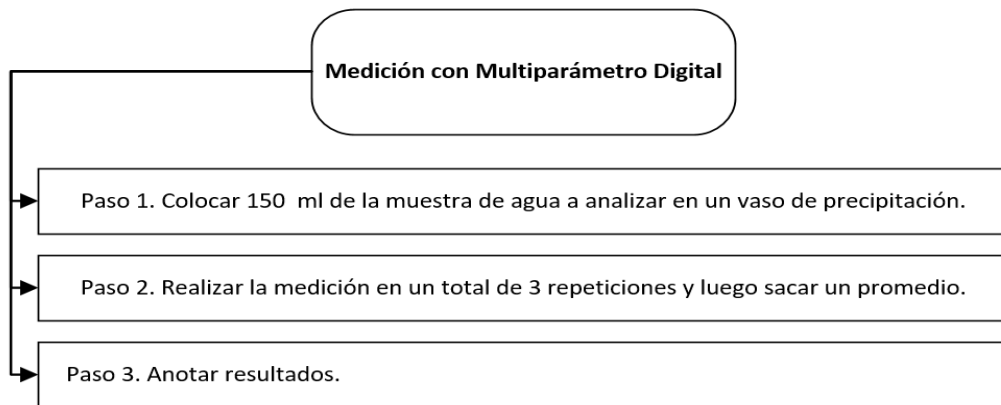 Medición con Multiparámetro Digital
Paso 1. Colocar 150  ml de la muestra de agua a analizar en un vaso de precipitación.
Paso 2. Realizar la medición en un total de 3 repeticiones y luego sacar un promedio.
Paso 3. Anotar resultados.